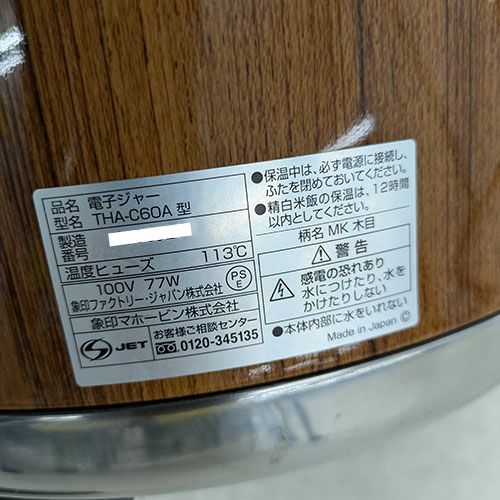 品名 電子ジャー
型名 THA-C60A 型
製造
番号
温度ヒューズ 113℃
100V 77W
象印ファクトリー・ジャパン株式会社
PSE
象印マホービン株式会社
S JET
お客様ご相談センター
0120-345135
●保温中は、必ず電源に接続し、
ふたを閉めておいてください。
●精白米飯の保温は、12時間
以内としてください。
柄名 MK 木目
⚠警告
感電の恐れあり
水につけたり、水を
かけたりしない
●本体内部に水をいれない
Made in Japan Ⓒ